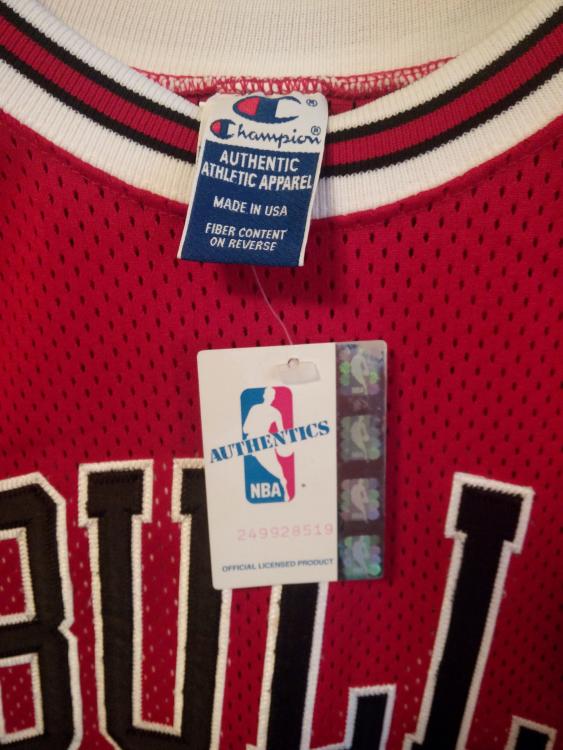 Champion®
AUTHENTIC
ATHLETIC APPAREL
MADE IN USA
FIBER CONTENT
ON REVERSE
AUTHENTICS
NBA
249928519
OFFICIAL LICENSED PRODUCT
BULL